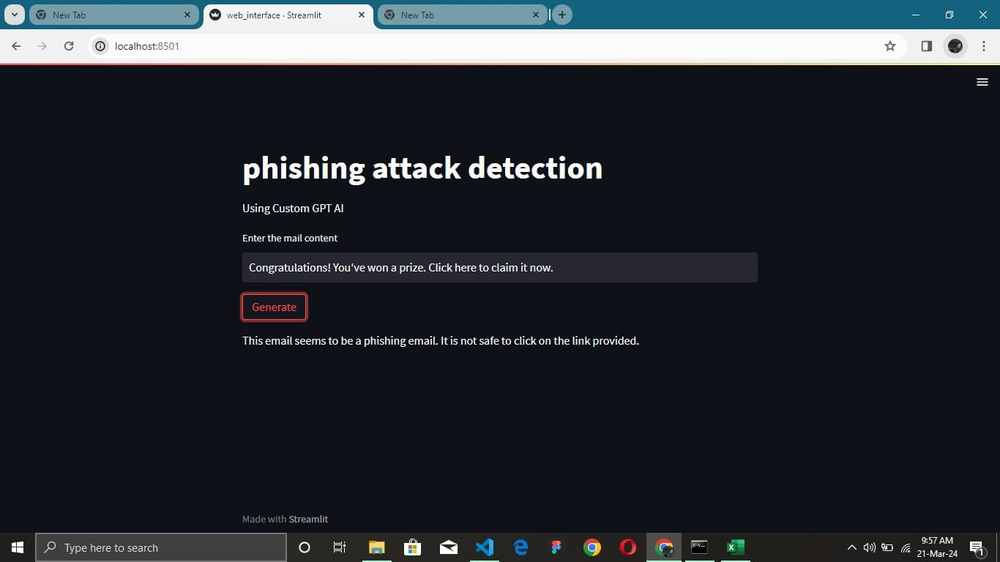 New Tab
web_interface · Streamlit
New Tab
localhost:8501
phishing attack detection
Using Custom GPT AI
Enter the mail content
Congratulations! You've won a prize. Click here to claim it now.
Generate
This email seems to be a phishing email. It is not safe to click on the link provided.
Made with Streamlit
Type here to search
9:57 AM
21-Mar-24
1